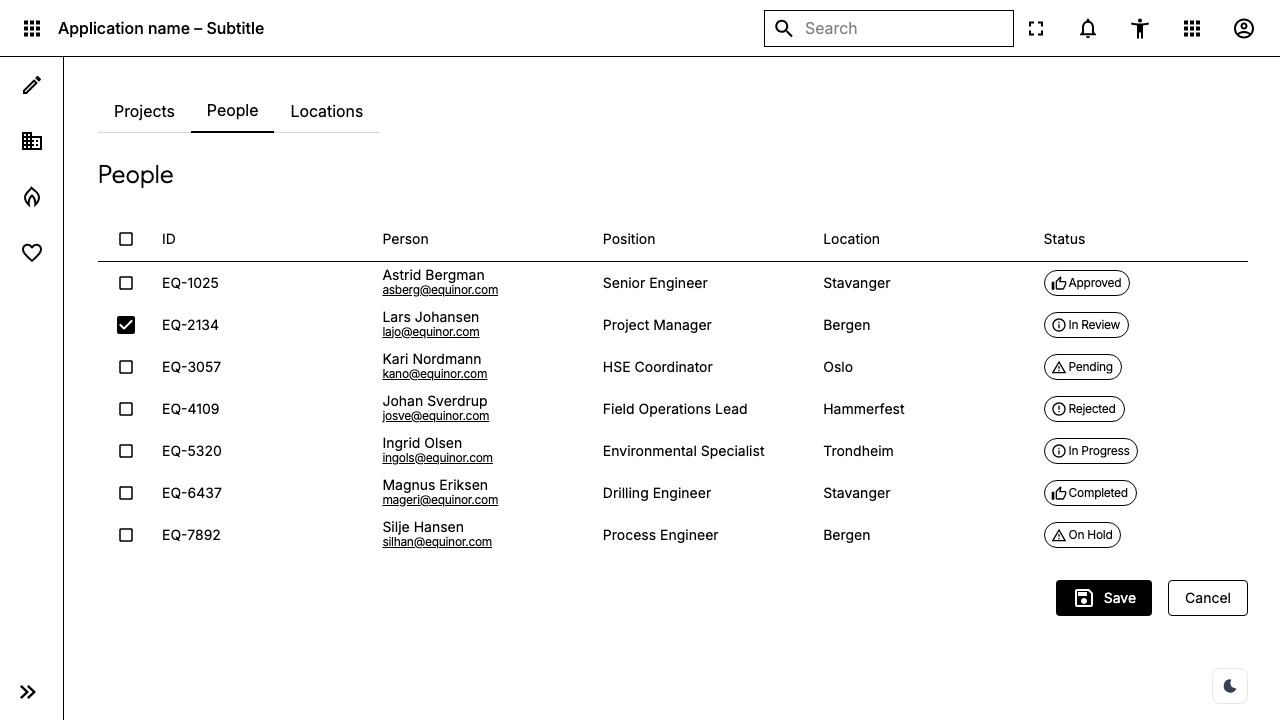 Application name – Subtitle
Search
Projects People Locations
People
ID Person Position Location Status
EQ-1025 Astrid Bergman Senior Engineer Stavanger Approved
asberg@equinor.com
EQ-2134 Lars Johansen Project Manager Bergen In Review
lajo@equinor.com
EQ-3057 Kari Nordmann HSE Coordinator Oslo Pending
kano@equinor.com
EQ-4109 Johan Sverdrup Field Operations Lead Hammerfest Rejected
josve@equinor.com
EQ-5320 Ingrid Olsen Environmental Specialist Trondheim In Progress
ingols@equinor.com
EQ-6437 Magnus Eriksen Drilling Engineer Stavanger Completed
mageri@equinor.com
EQ-7892 Silje Hansen Process Engineer Bergen On Hold
silhan@equinor.com
Save Cancel